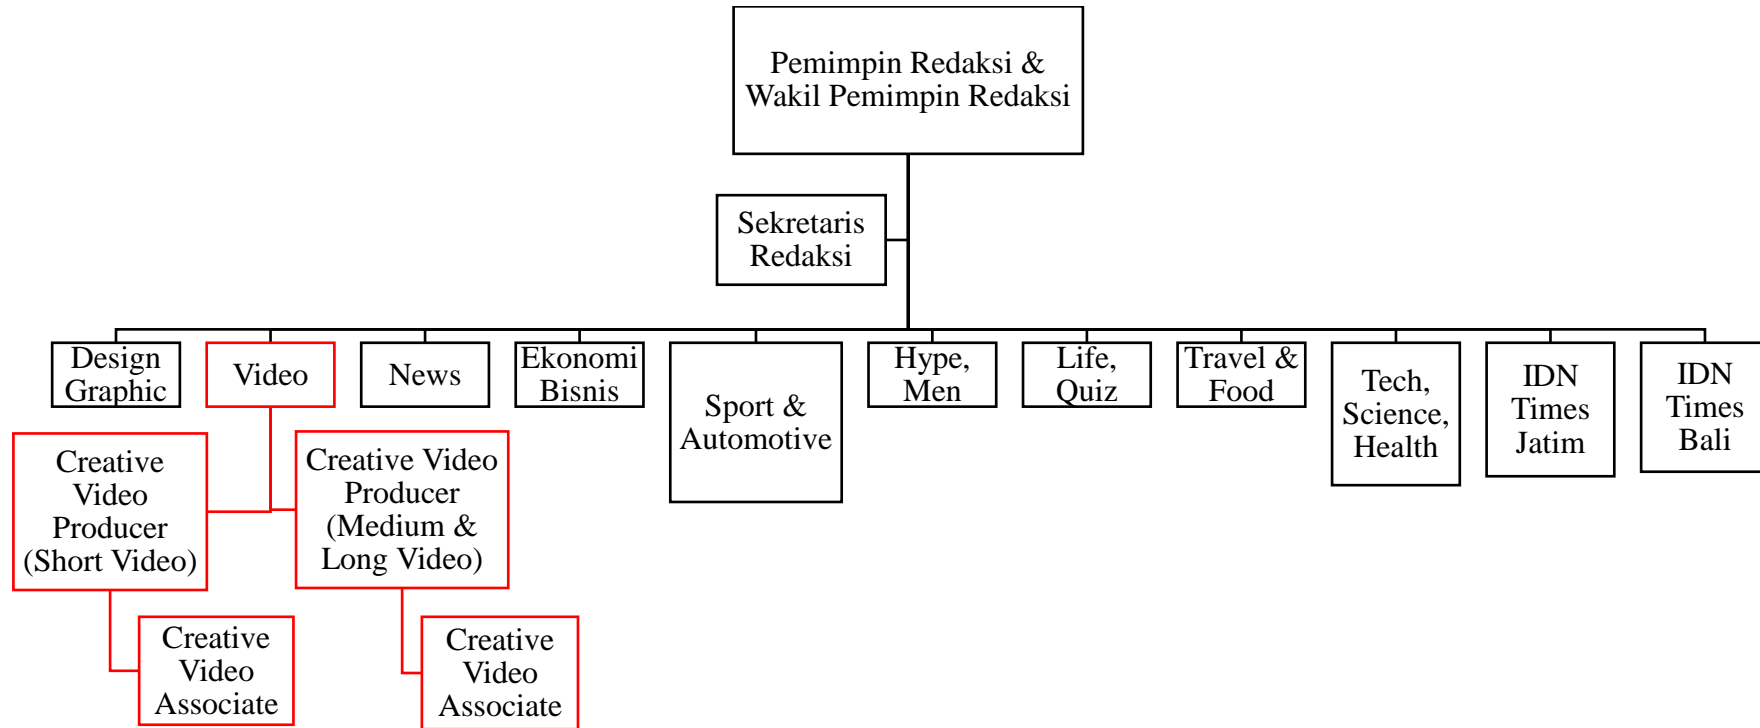 Pemimpin Redaksi &
Wakil Pemimpin Redaksi
Sekretaris
Redaksi
Design
Graphic
Video
News
Ekonomi
Bisnis
Sport &
Automotive
Hype,
Men
Life,
Quiz
Travel &
Food
Tech,
Science,
Health
IDN
Times
Jatim
IDN
Times
Bali
Creative
Video
Producer
(Short Video)
Creative Video
Producer
(Medium &
Long Video)
Creative
Video
Associate
Creative
Video
Associate